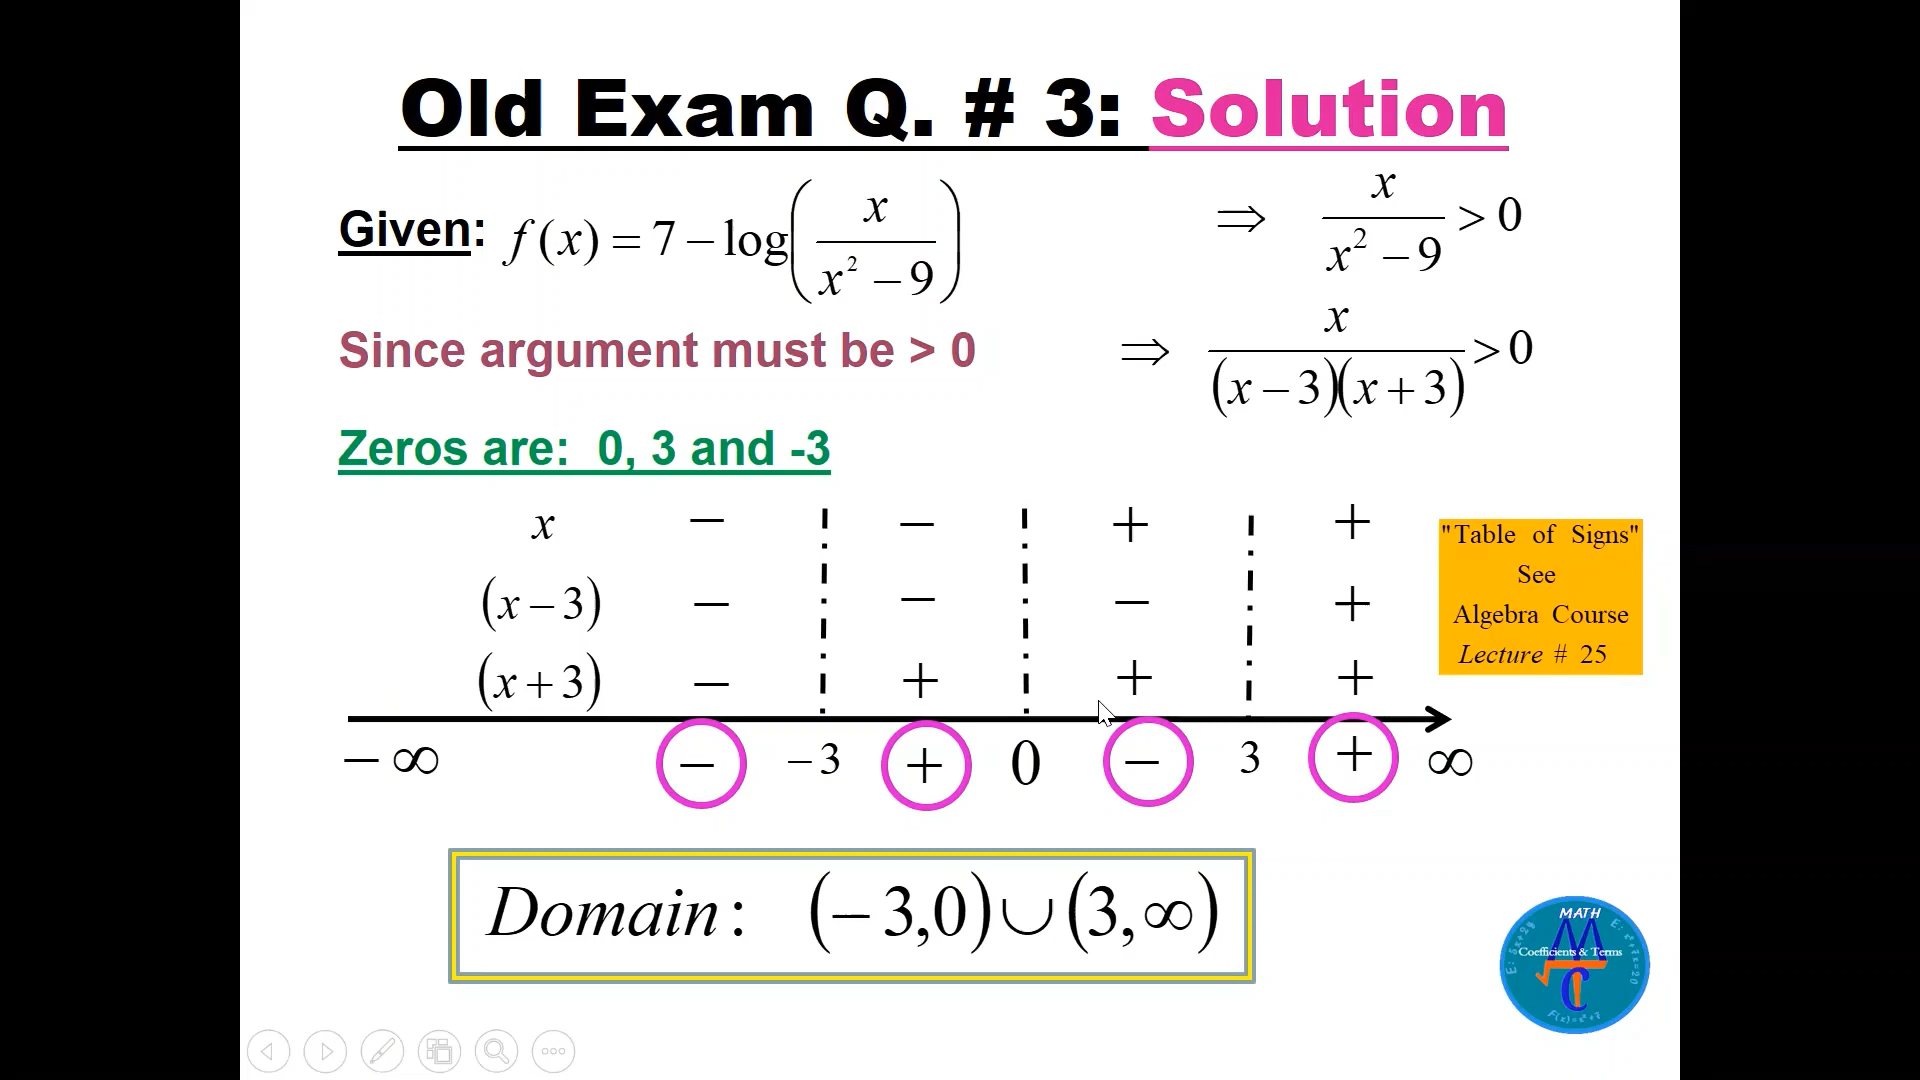 Old Exam Q. # 3: Solution
Given: f(x) = 7 − log(x / (x² − 9))
⇒ x / (x² − 9) > 0
Since argument must be > 0
⇒ x / ((x − 3)(x + 3)) > 0
Zeros are: 0, 3 and -3
x − − + +
(x − 3) − − − +
(x + 3) − + + +
− ∞ − −3 + 0 − 3 + ∞
"Table of Signs"
See
Algebra Course
Lecture # 25
Domain: (−3,0)∪(3,∞)
MATH
Coefficients & Terms